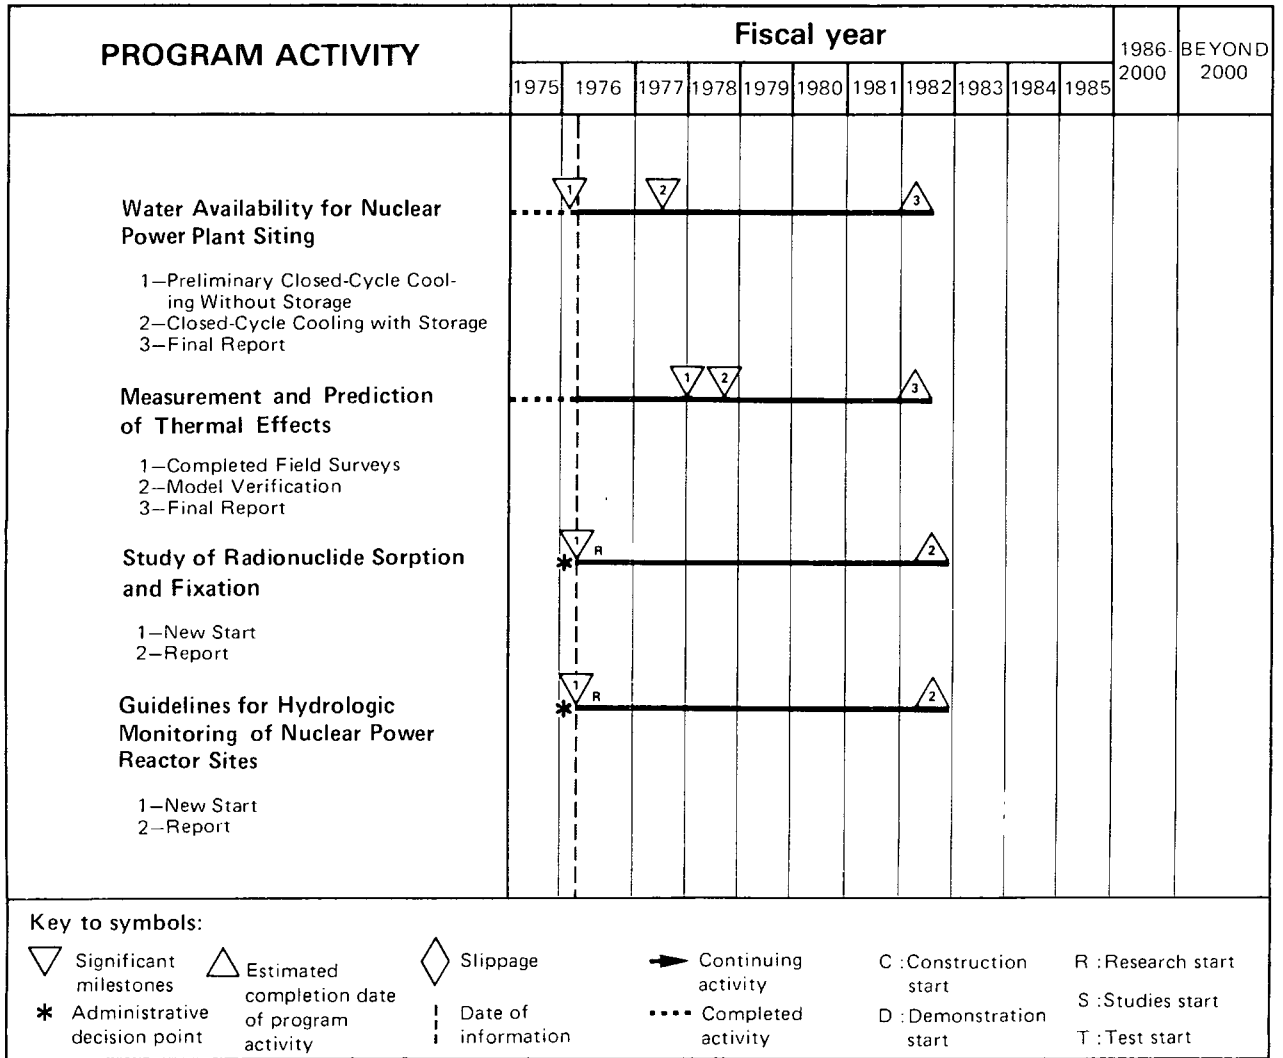 PROGRAM ACTIVITY
Fiscal year
1986-
2000
BEYOND
2000
1975 1976 1977 1978 1979 1980 1981 1982 1983 1984 1985
1 2 3
Water Availability for Nuclear
Power Plant Siting
1—Preliminary Closed-Cycle Cool-
ing Without Storage
2—Closed-Cycle Cooling with Storage
3—Final Report
1 2 3
Measurement and Prediction
of Thermal Effects
1—Completed Field Surveys
2—Model Verification
3—Final Report
1 R 2
Study of Radionuclide Sorption
and Fixation
*
1—New Start
2—Report
1 R 2
Guidelines for Hydrologic
Monitoring of Nuclear Power
Reactor Sites
*
1—New Start
2—Report
Key to symbols:
Significant
milestones
* Administrative
decision point
Estimated
completion date
of program
activity
Slippage
Date of
information
Continuing
activity
Completed
activity
C :Construction
start
D :Demonstration
start
R :Research start
S :Studies start
T :Test start